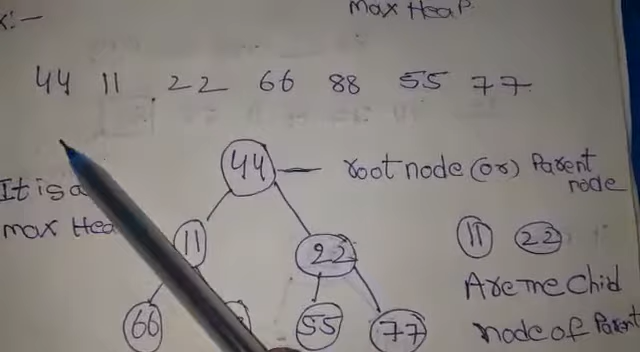 x:-
max Heap
44 11 22 66 88 55 77
44 root node (or) Parent node
It is a
max Hea
11 22
11 22
Are the Child
66 55 77 node of Parent